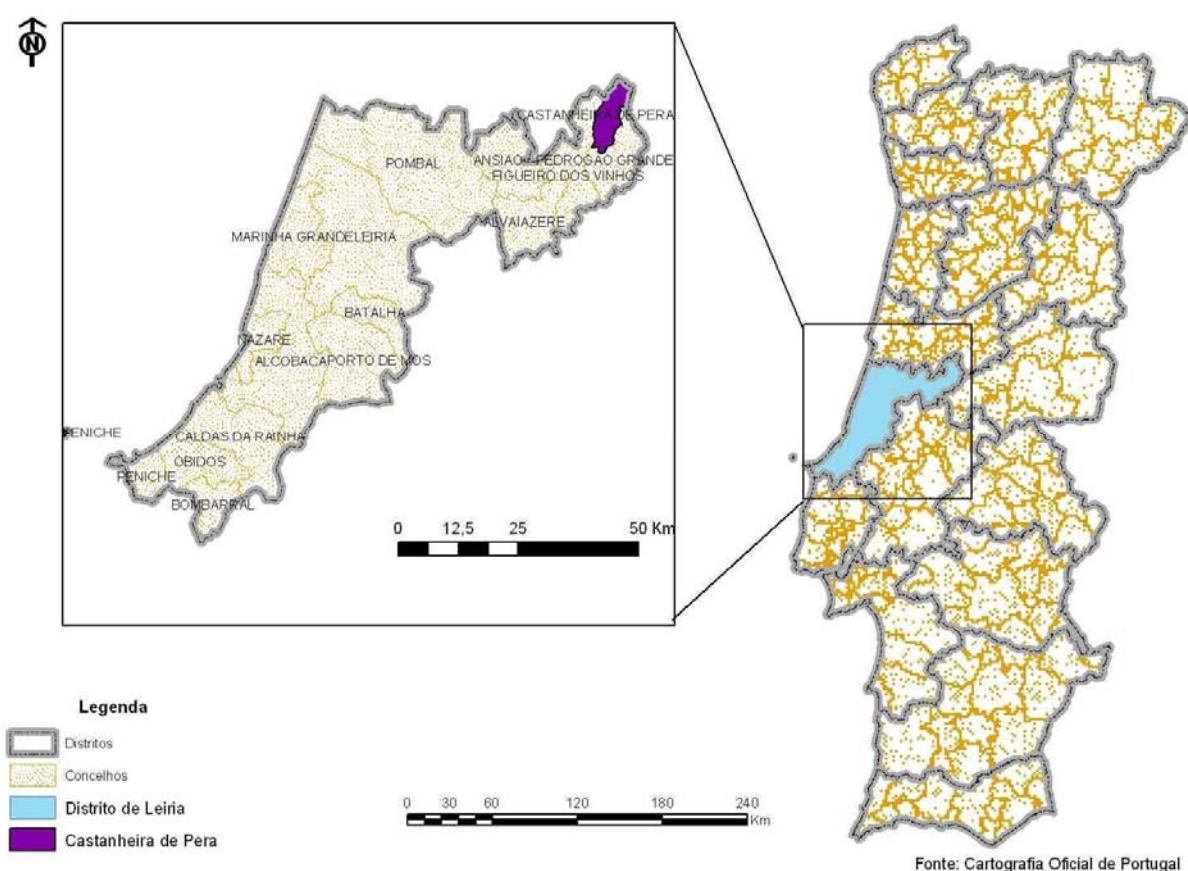 N
CASTANHEIRA DE PERA
POMBAL
ANSIAO
PEDROGAO GRANDE
FIGUEIRO DOS VINHOS
ALVAIAZERE
MARINHA GRANDE
LEIRIA
BATALHA
NAZARE
ALCOBACA
PORTO DE MOS
PENICHE
CALDAS DA RAINHA
OBIDOS
PENICHE
BOMBARRAL
0 12,5 25 50 Km
Legenda
Distritos
Concelhos
Distrito de Leiria
Castanheira de Pera
0 30 60 120 180 240
Km
Fonte: Cartografia Oficial de Portugal